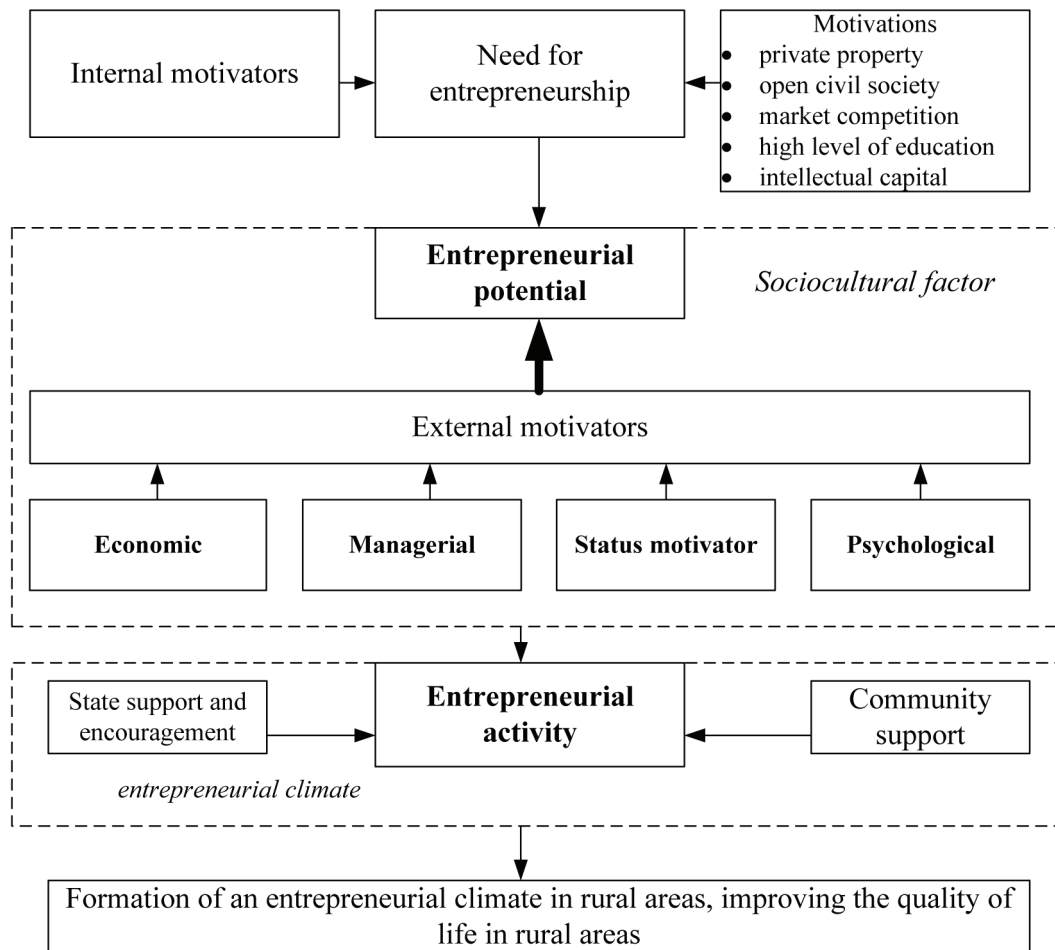 Internal motivators
Need for
entrepreneurship
Motivations
• private property
• open civil society
• market competition
• high level of education
• intellectual capital
Entrepreneurial
potential
Sociocultural factor
External motivators
Economic
Managerial
Status motivator
Psychological
State support and
encouragement
Entrepreneurial
activity
Community
support
entrepreneurial climate
Formation of an entrepreneurial climate in rural areas, improving the quality of
life in rural areas